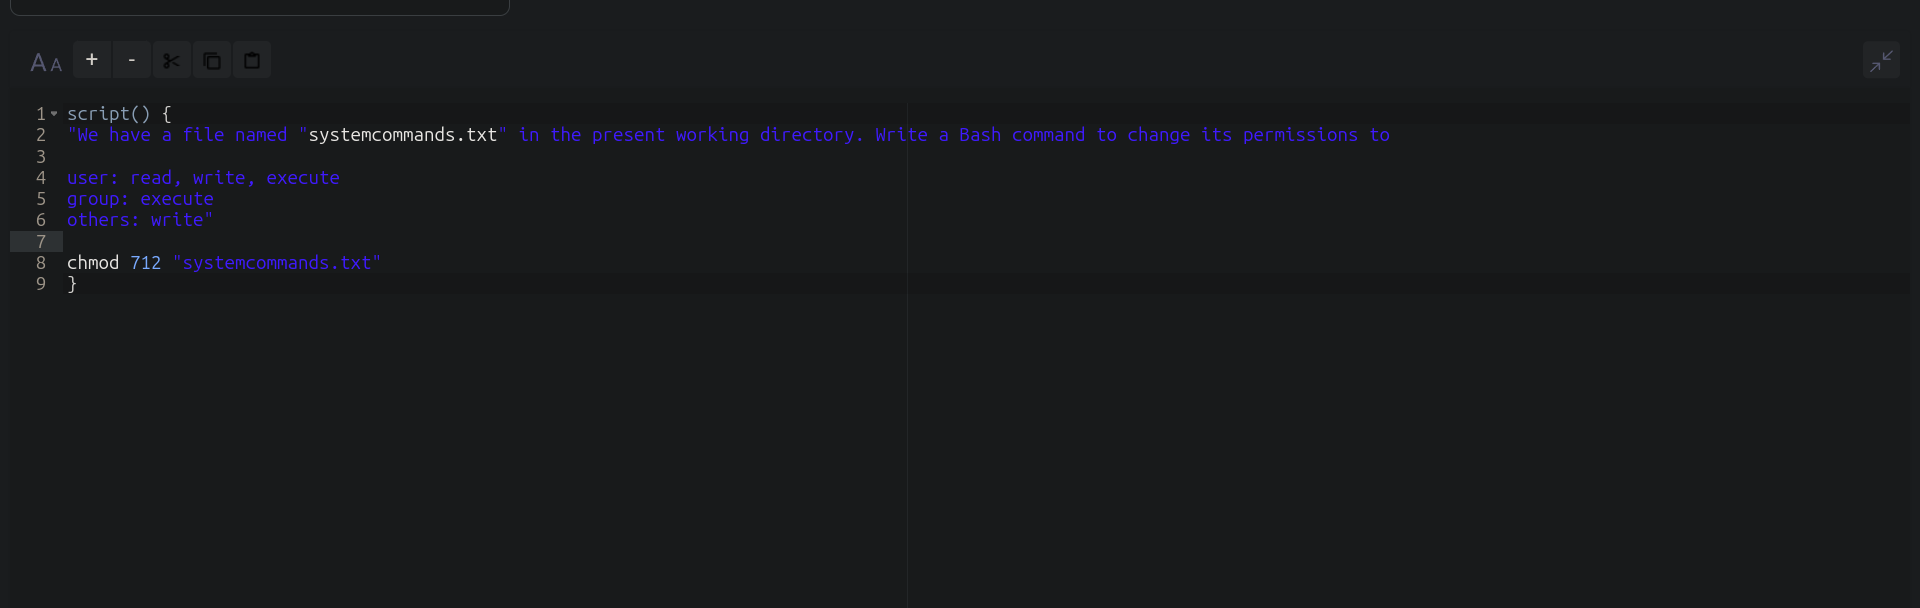 AA + -
1 script() {
2 "We have a file named "systemcommands.txt" in the present working directory. Write a Bash command to change its permissions to
3
4 user: read, write, execute
5 group: execute
6 others: write"
7
8 chmod 712 "systemcommands.txt"
9 }